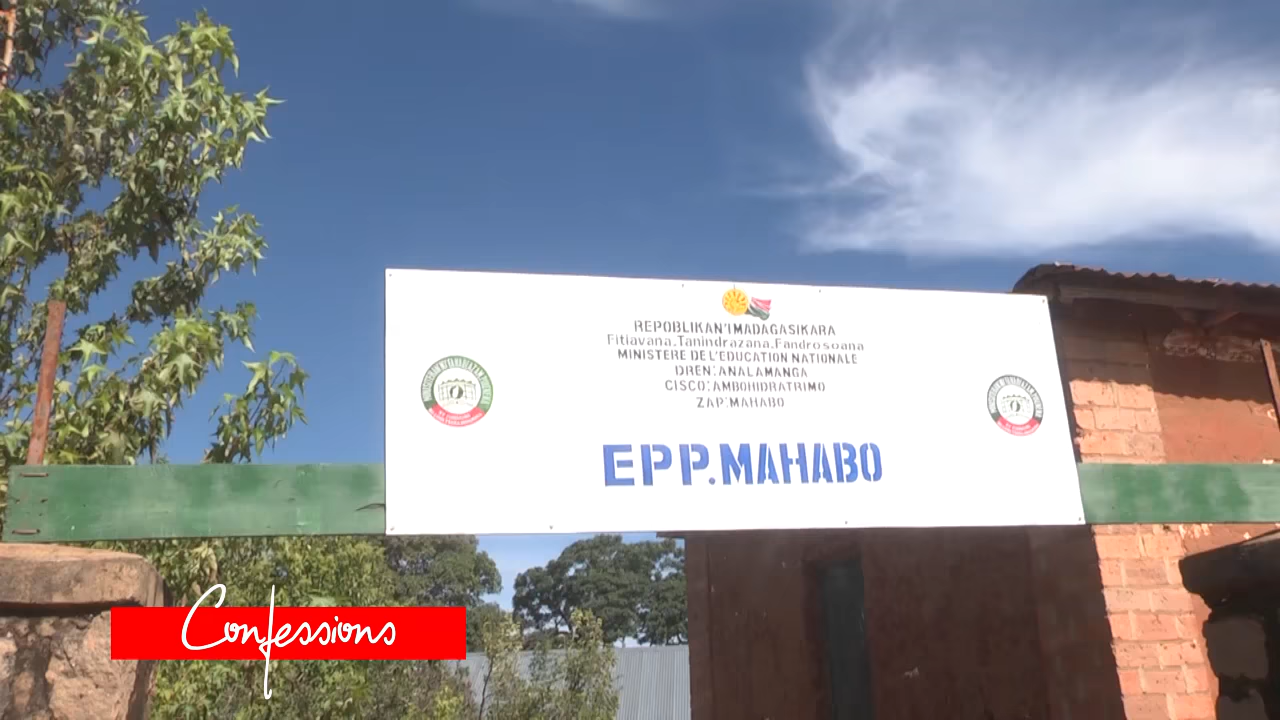 REPOBLIKAN'I MADAGASIKARA
Fitiavana.Tanindrazana.Fandrosoana
MINISTERE DE L'EDUCATION NATIONALE
DREN:ANALAMANGA
CISCO:AMBOHIDRATRIMO
ZAP:MAHABO
EPP.MAHABO
Confessions